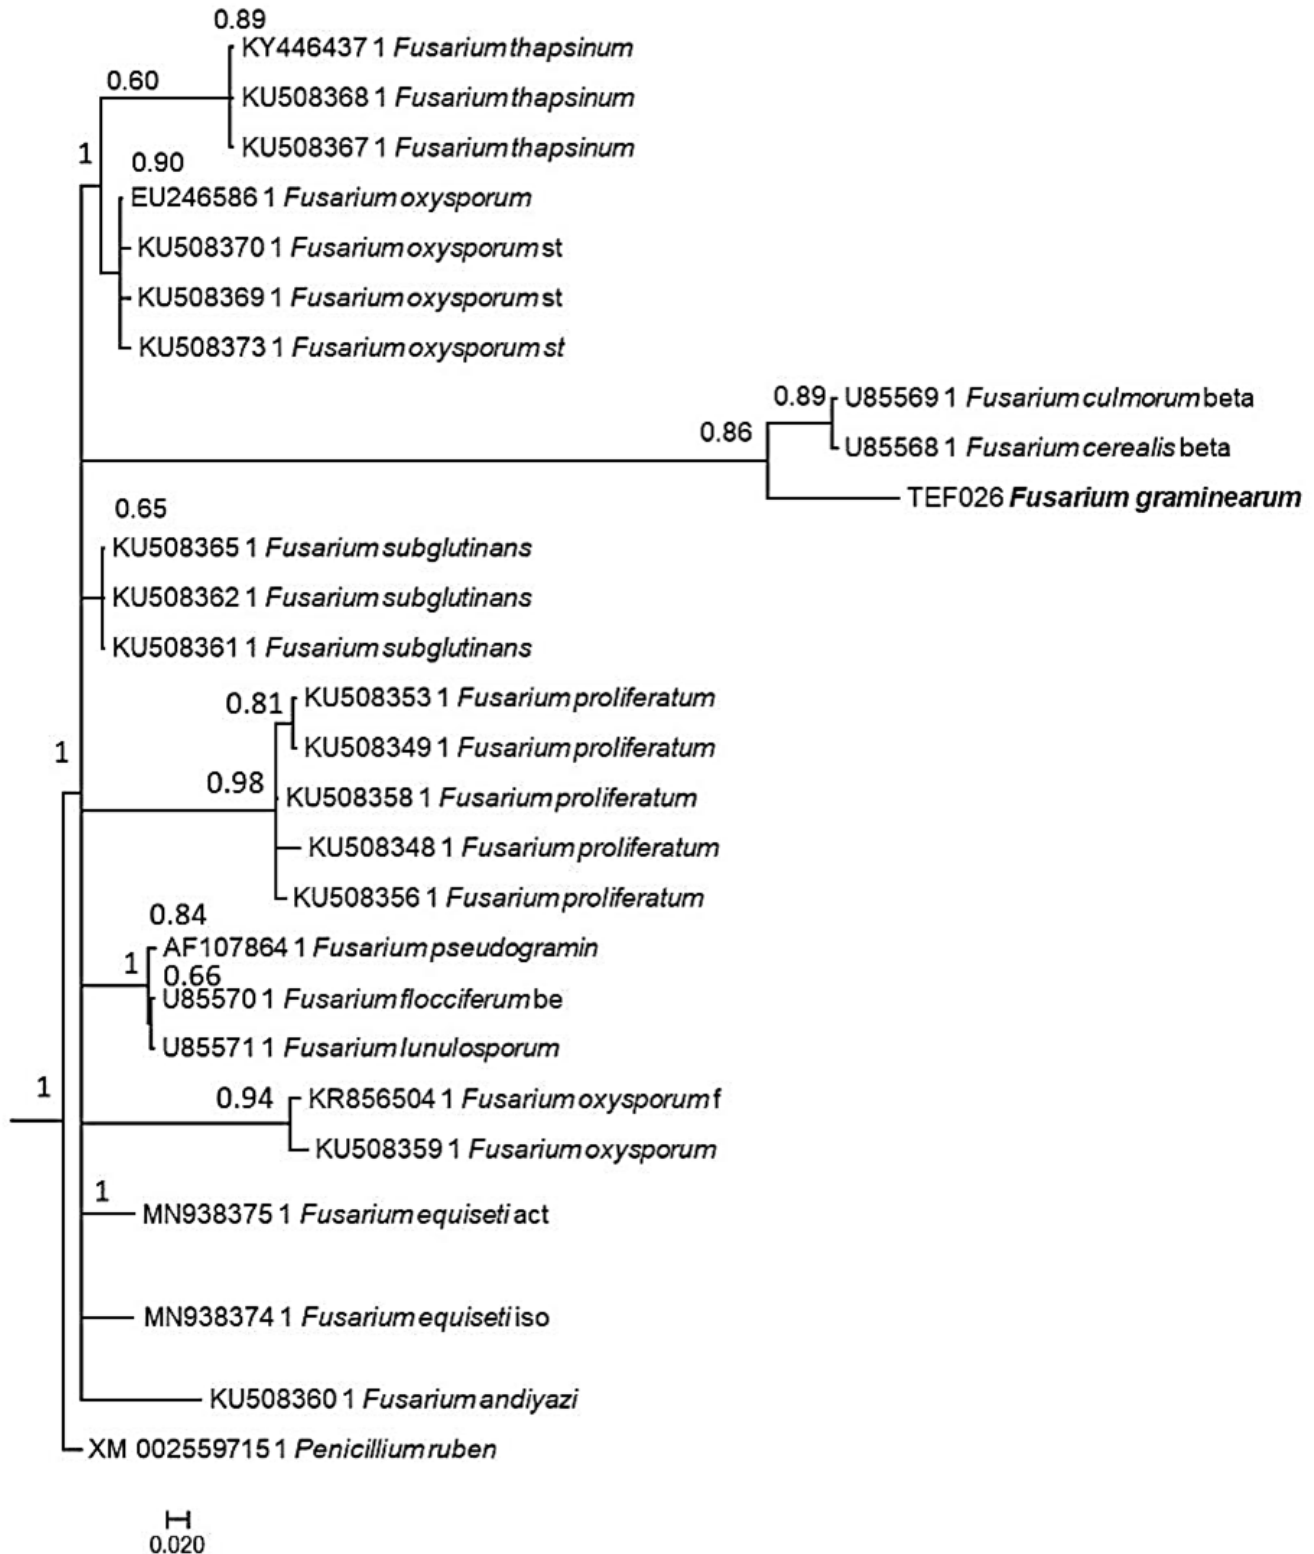 0.89
KY446437 1 Fusarium thapsinum
0.60
KU508368 1 Fusarium thapsinum
KU508367 1 Fusarium thapsinum
1
0.90
EU246586 1 Fusarium oxysporum
KU508370 1 Fusarium oxysporum st
KU508369 1 Fusarium oxysporum st
KU508373 1 Fusarium oxysporum st
0.89 U85569 1 Fusarium culmorum beta
0.86
U85568 1 Fusarium cerealis beta
TEF026 Fusarium graminearum
0.65
KU508365 1 Fusarium subglutinans
KU508362 1 Fusarium subglutinans
KU508361 1 Fusarium subglutinans
0.81 KU508353 1 Fusarium proliferatum
1
KU508349 1 Fusarium proliferatum
0.98
KU508358 1 Fusarium proliferatum
KU508348 1 Fusarium proliferatum
KU508356 1 Fusarium proliferatum
0.84
AF107864 1 Fusarium pseudogramin
1
0.66
U85570 1 Fusarium flocciferum be
U85571 1 Fusarium lunulosporum
1
0.94 KR856504 1 Fusarium oxysporum f
KU508359 1 Fusarium oxysporum
1
MN938375 1 Fusarium equiseti act
MN938374 1 Fusarium equiseti iso
KU508360 1 Fusarium andiyazi
XM 002559715 1 Penicillium ruben
0.020